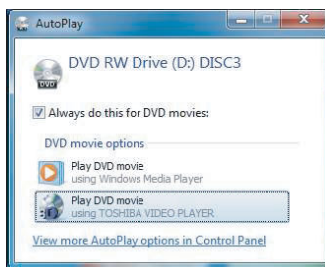 AutoPlay
DVD RW Drive (D:) DISC3
DVD
Always do this for DVD movies:
DVD movie options
Play DVD movie
using Windows Media Player
Play DVD movie
using TOSHIBA VIDEO PLAYER
View more AutoPlay options in Control Panel